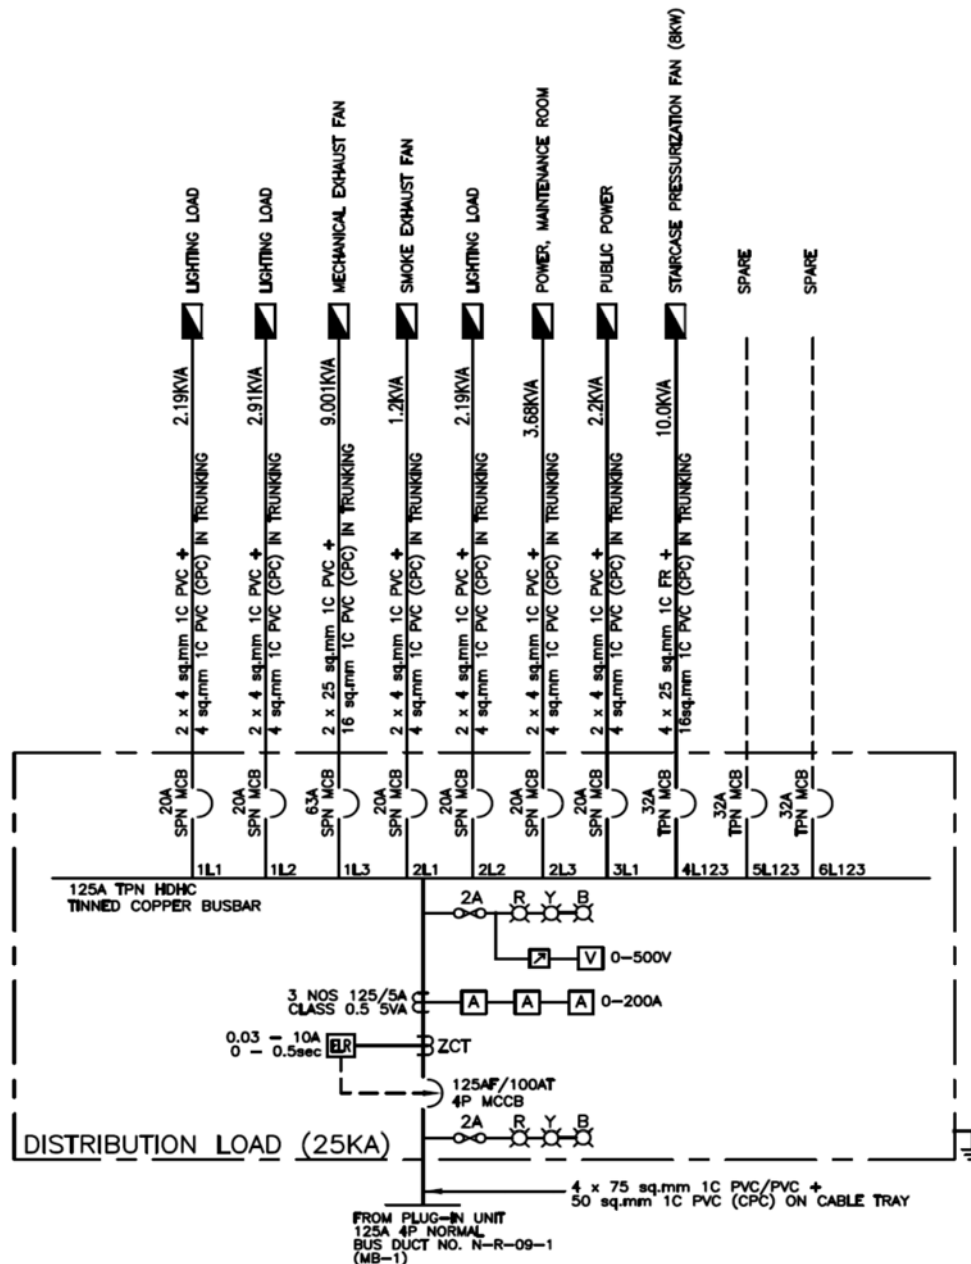 LIGHTING LOAD
LIGHTING LOAD
MECHANICAL EXHAUST FAN
SMOKE EXHAUST FAN
LIGHTING LOAD
POWER, MAINTENANCE ROOM
PUBLIC POWER
STAIRCASE PRESSURIZATION FAN (8KW)
SPARE
SPARE
2.19KVA
2.91KVA
9.001KVA
1.2KVA
2.19KVA
3.68KVA
2.2KVA
10.0KVA
2 x 4 sq.mm 1C PVC +
4 sq.mm 1C PVC (CPC) IN TRUNKING
2 x 4 sq.mm 1C PVC +
4 sq.mm 1C PVC (CPC) IN TRUNKING
2 x 25 sq.mm 1C PVC +
16 sq.mm 1C PVC (CPC) IN TRUNKING
2 x 4 sq.mm 1C PVC +
4 sq.mm 1C PVC (CPC) IN TRUNKING
2 x 4 sq.mm 1C PVC +
4 sq.mm 1C PVC (CPC) IN TRUNKING
2 x 4 sq.mm 1C PVC +
4 sq.mm 1C PVC (CPC) IN TRUNKING
2 x 4 sq.mm 1C PVC +
4 sq.mm 1C PVC (CPC) IN TRUNKING
4 x 25 sq.mm 1C FR +
16sq.mm 1C PVC (CPC) IN TRUNKING
20A
SPN MCB
20A
SPN MCB
63A
SPN MCB
20A
SPN MCB
20A
SPN MCB
20A
SPN MCB
20A
SPN MCB
32A
TPN MCB
32A
TPN MCB
32A
TPN MCB
1L1
1L2
1L3
2L1
2L2
2L3
3L1
4L123
5L123
6L123
125A TPN HDHC
TINNED COPPER BUSBAR
2A
R Y B
V 0-500V
3 NOS 125/5A
CLASS 0.5 5VA
A A A 0-200A
0.03 - 10A
0 - 0.5sec
ELR
ZCT
125AF/100AT
4P MCCB
2A
R Y B
DISTRIBUTION LOAD (25KA)
4 x 75 sq.mm 1C PVC/PVC +
50 sq.mm 1C PVC (CPC) ON CABLE TRAY
FROM PLUG-IN UNIT
125A 4P NORMAL
BUS DUCT NO. N-R-09-1
(MB-1)